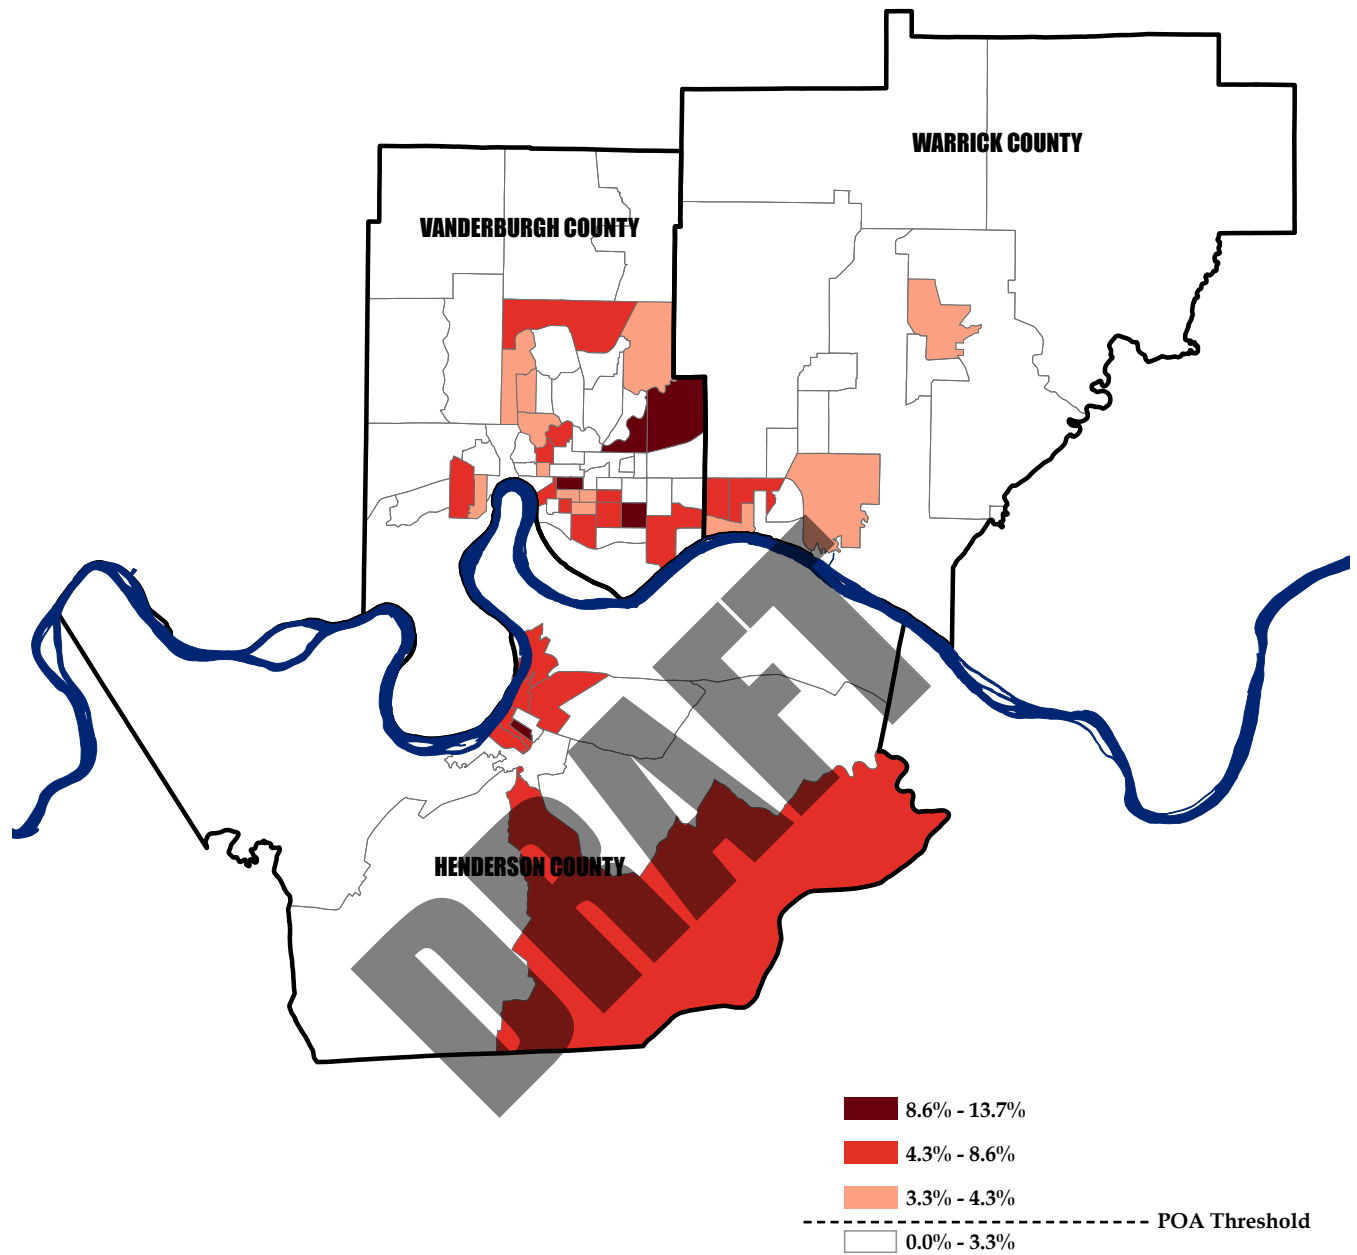 WARRICK COUNTY
VANDERBURGH COUNTY
HENDERSON COUNTY
DRAFT
8.6% - 13.7%
4.3% - 8.6%
3.3% - 4.3%
POA Threshold
0.0% - 3.3%